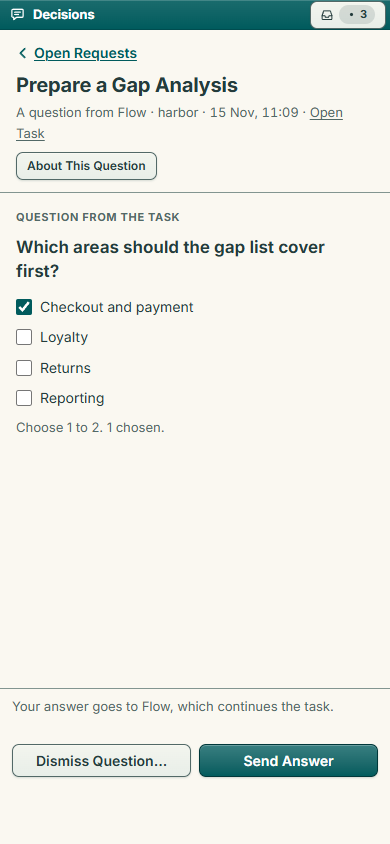 Decisions
• 3
Open Requests
Prepare a Gap Analysis
A question from Flow · harbor · 15 Nov, 11:09 · Open
Task
About This Question
QUESTION FROM THE TASK
Which areas should the gap list cover
first?
Checkout and payment
Loyalty
Returns
Reporting
Choose 1 to 2. 1 chosen.
Your answer goes to Flow, which continues the task.
Dismiss Question...
Send Answer